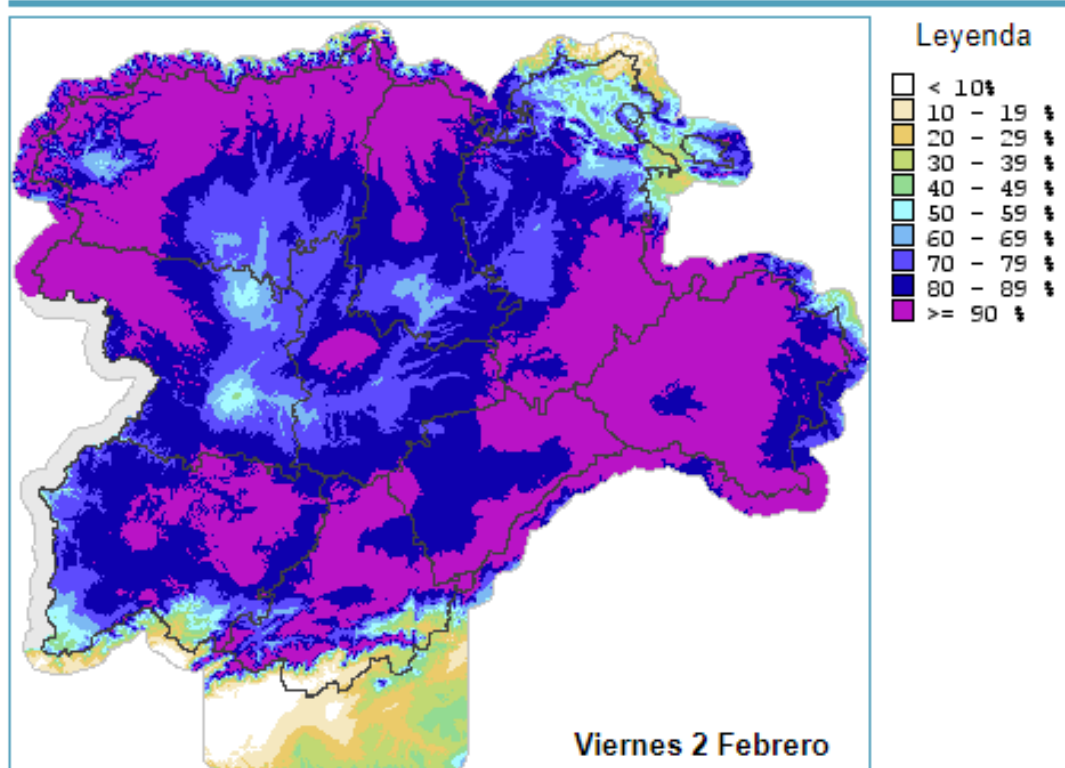 Leyenda
< 10%
10 - 19 %
20 - 29 %
30 - 39 %
40 - 49 %
50 - 59 %
60 - 69 %
70 - 79 %
80 - 89 %
>= 90 %
Viernes 2 Febrero